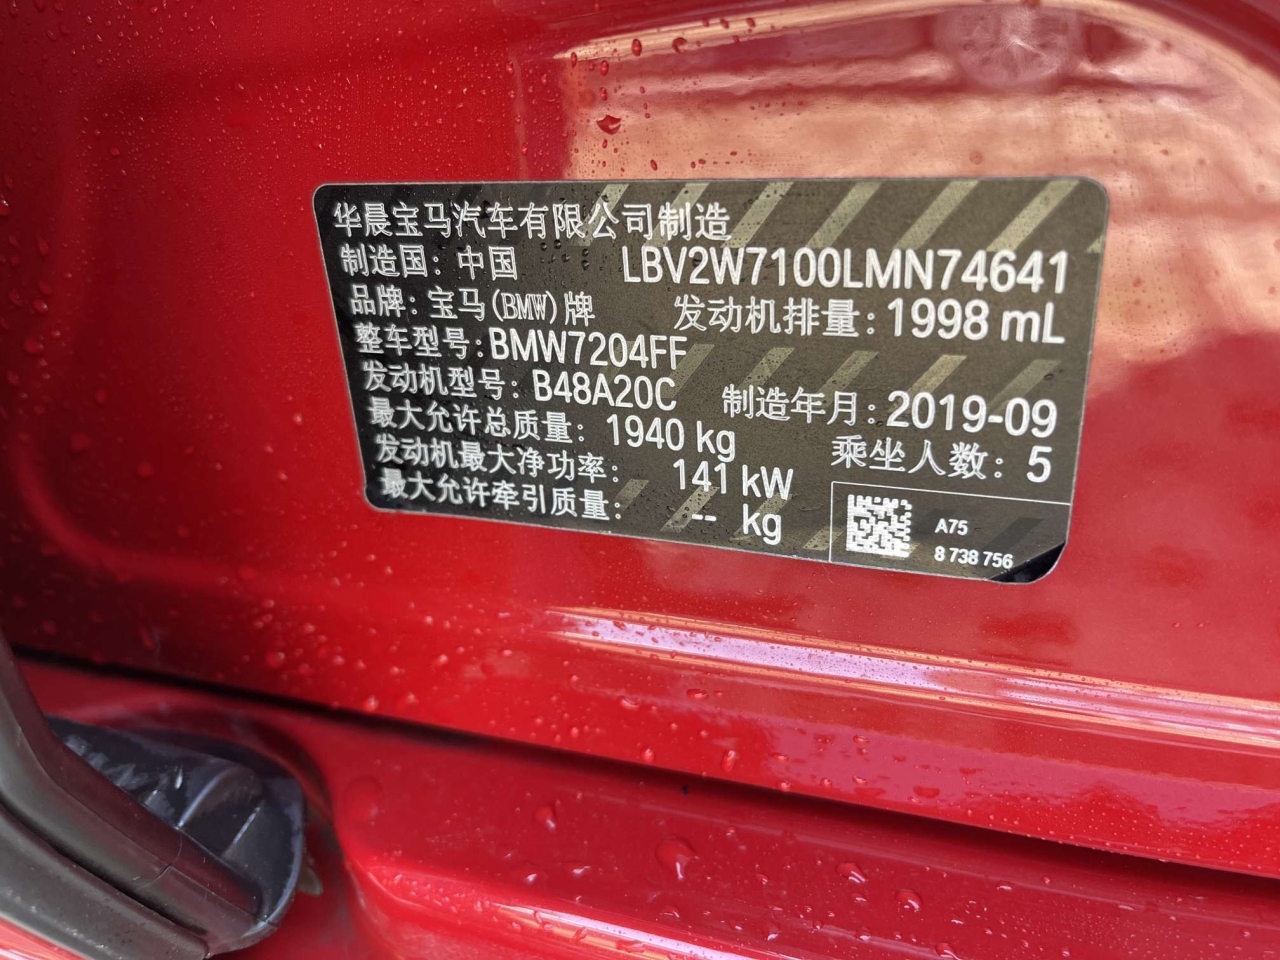 华晨宝马汽车有限公司制造
制造国：中国 LBV2W7100LMN74641
品牌：宝马(BMW)牌 发动机排量：1998 mL
整车型号：BMW7204FF
发动机型号：B48A20C 制造年月：2019-09
最大允许总质量：1940 kg 乘坐人数：5
发动机最大净功率：141 kW
最大允许牵引质量：-- kg
A75
8 738 756